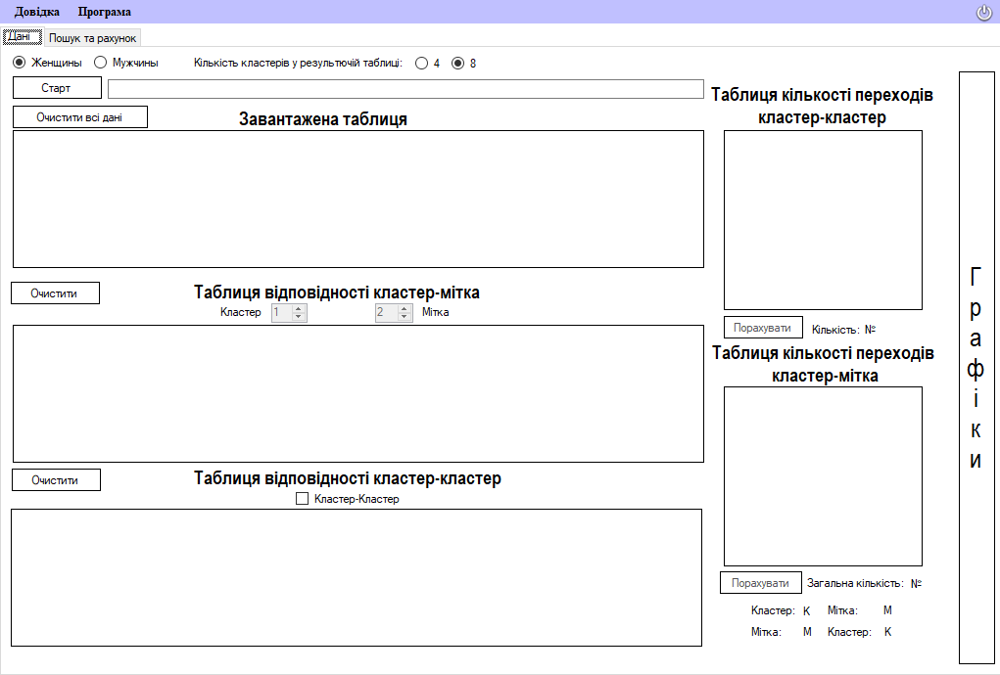 Довідка Програма
Дані Пошук та рахунок
Женщины Мужчины Кількість кластерів у результючій таблиці: 4 8
Старт
Очистити всі дані
Завантажена таблиця
Таблиця кількості переходів
кластер-кластер
Очистити
Таблиця відповідності кластер-мітка
Кластер 1 2 Мітка
Порахувати Кількість: №
Таблиця кількості переходів
кластер-мітка
Очистити
Таблиця відповідності кластер-кластер
Кластер-Кластер
Порахувати Загальна кількість: №
Кластер: К Мітка: М
Мітка: М Кластер: К
Г
р
а
ф
і
к
и